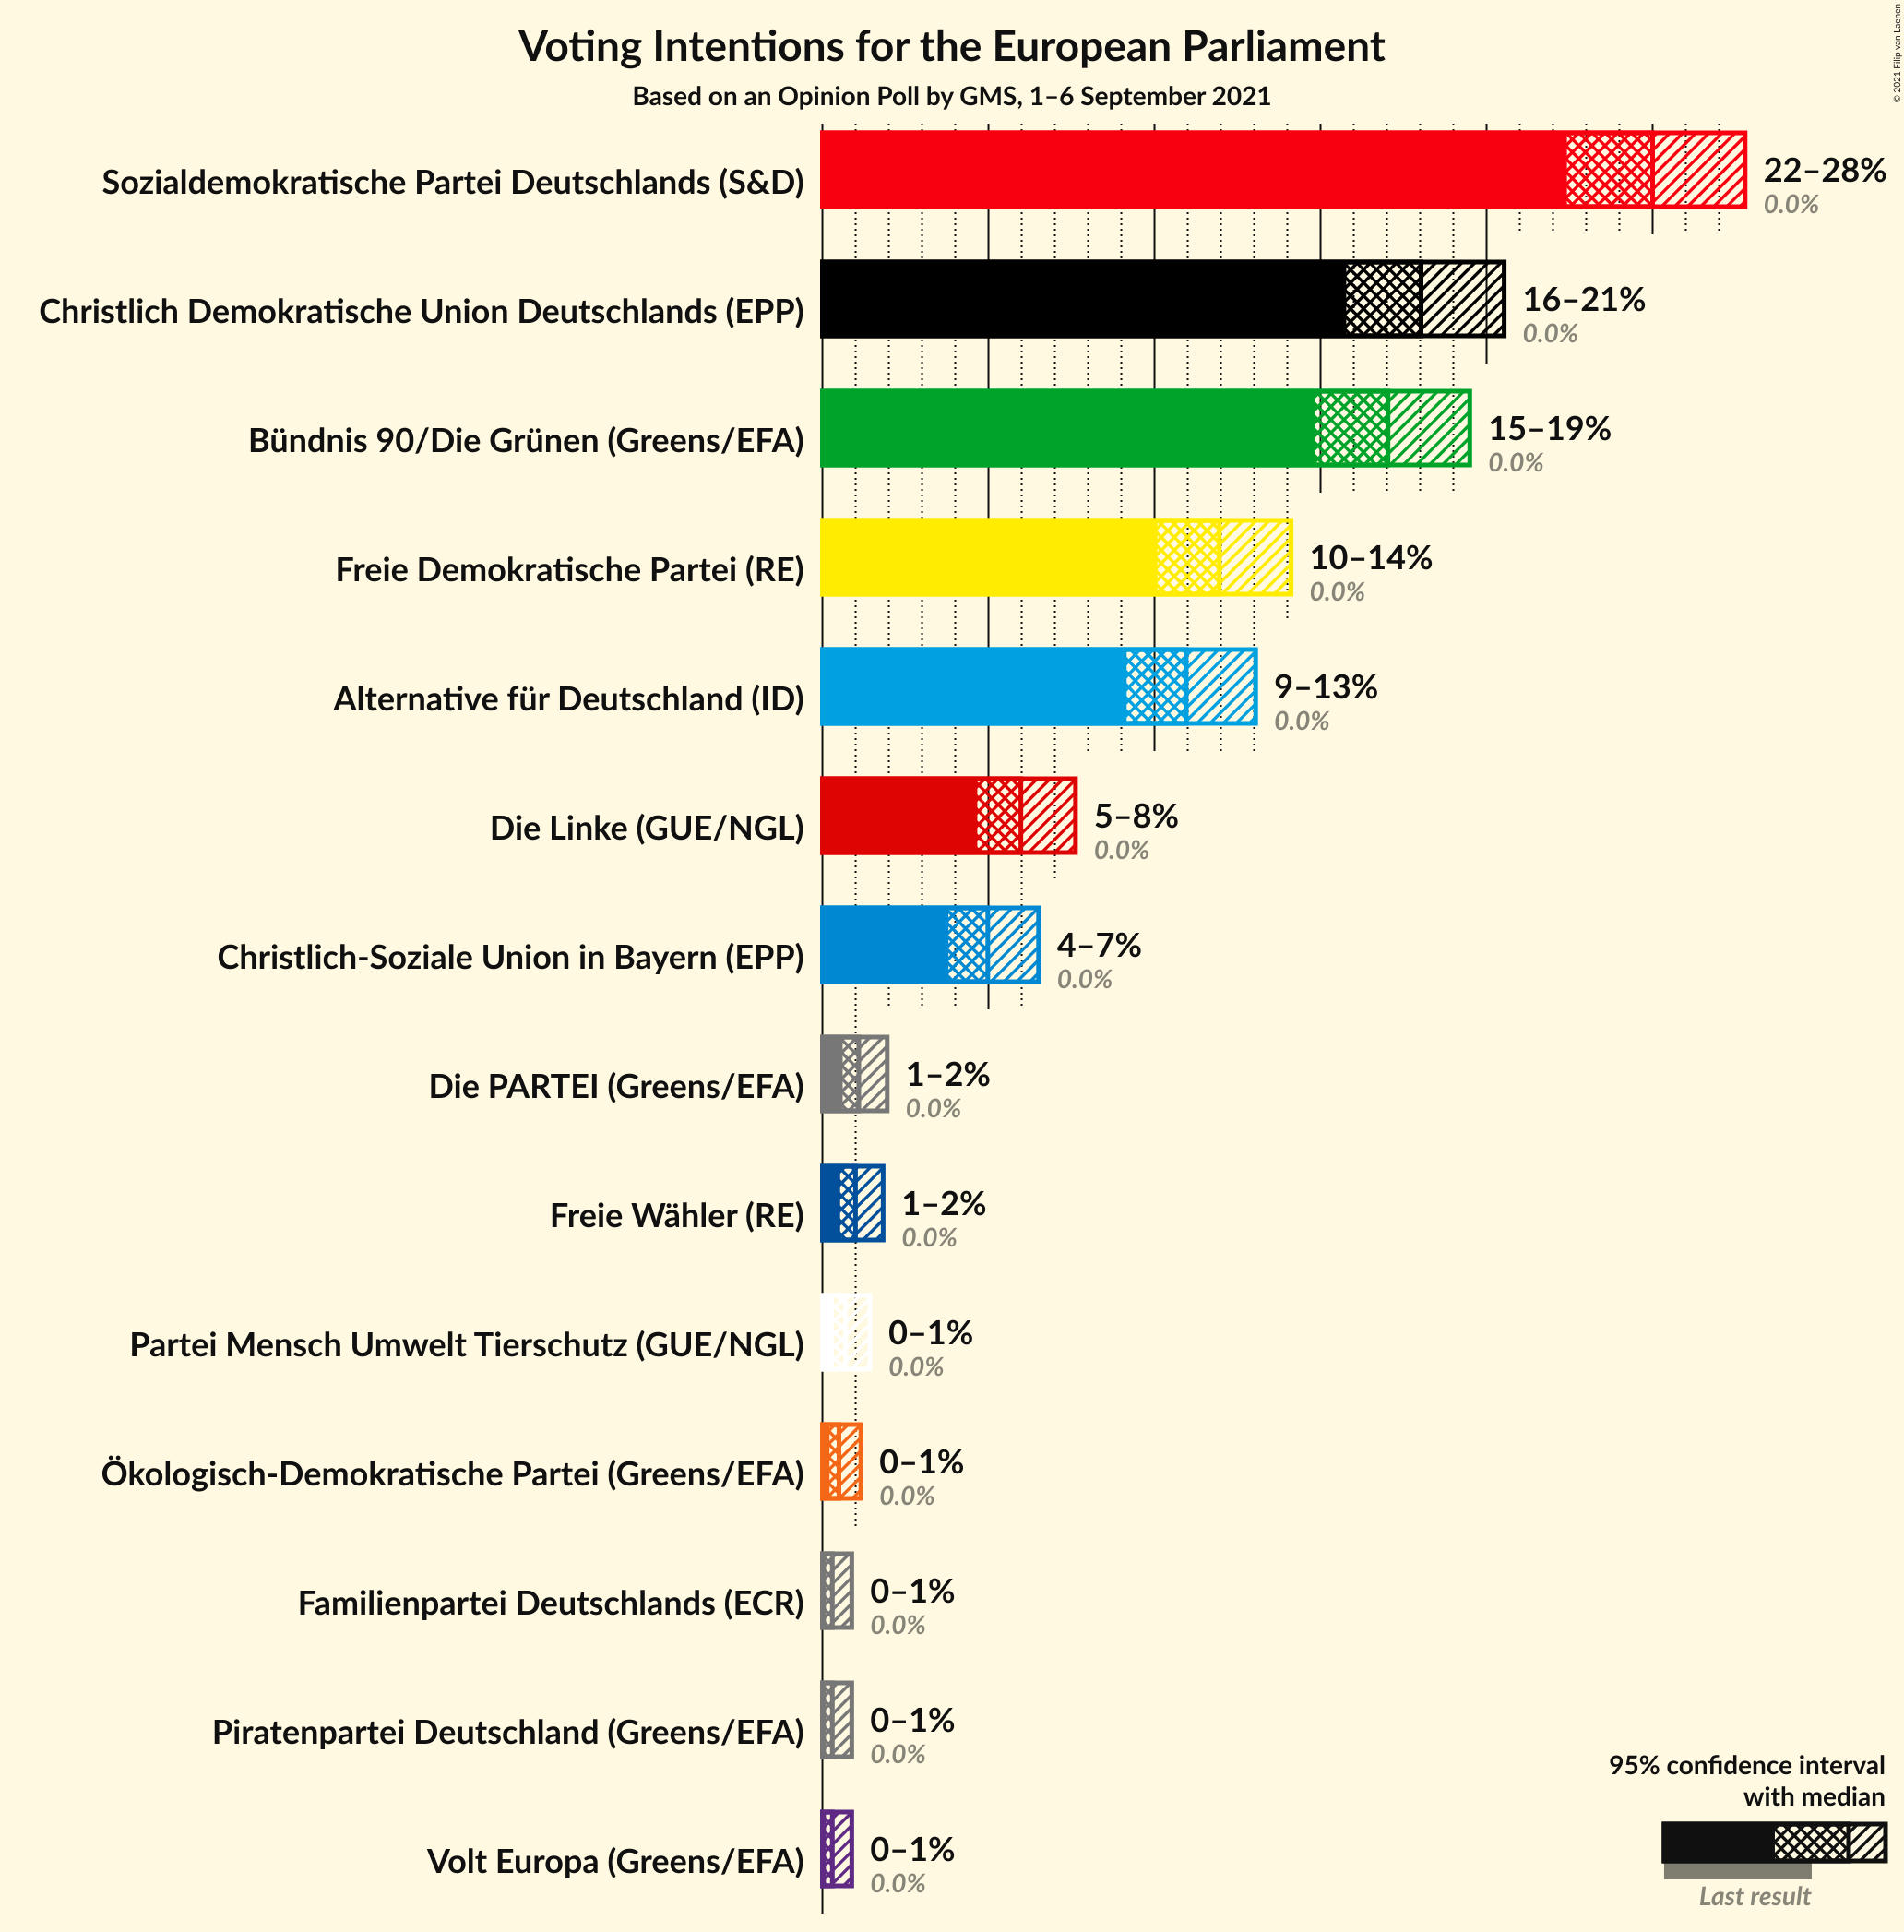 Voting Intentions for the European Parliament
Based on an Opinion Poll by GMS, 1–6 September 2021
© 2021 Filip van Laenen
Sozialdemokratische Partei Deutschlands (S&D)
22–28%
0.0%
Christlich Demokratische Union Deutschlands (EPP)
16–21%
0.0%
Bündnis 90/Die Grünen (Greens/EFA)
15–19%
0.0%
Freie Demokratische Partei (RE)
10–14%
0.0%
Alternative für Deutschland (ID)
9–13%
0.0%
Die Linke (GUE/NGL)
5–8%
0.0%
Christlich-Soziale Union in Bayern (EPP)
4–7%
0.0%
Die PARTEI (Greens/EFA)
1–2%
0.0%
Freie Wähler (RE)
1–2%
0.0%
Partei Mensch Umwelt Tierschutz (GUE/NGL)
0–1%
0.0%
Ökologisch-Demokratische Partei (Greens/EFA)
0–1%
0.0%
Familienpartei Deutschlands (ECR)
0–1%
0.0%
Piratenpartei Deutschland (Greens/EFA)
0–1%
0.0%
Volt Europa (Greens/EFA)
0–1%
0.0%
95% confidence interval
with median
Last result